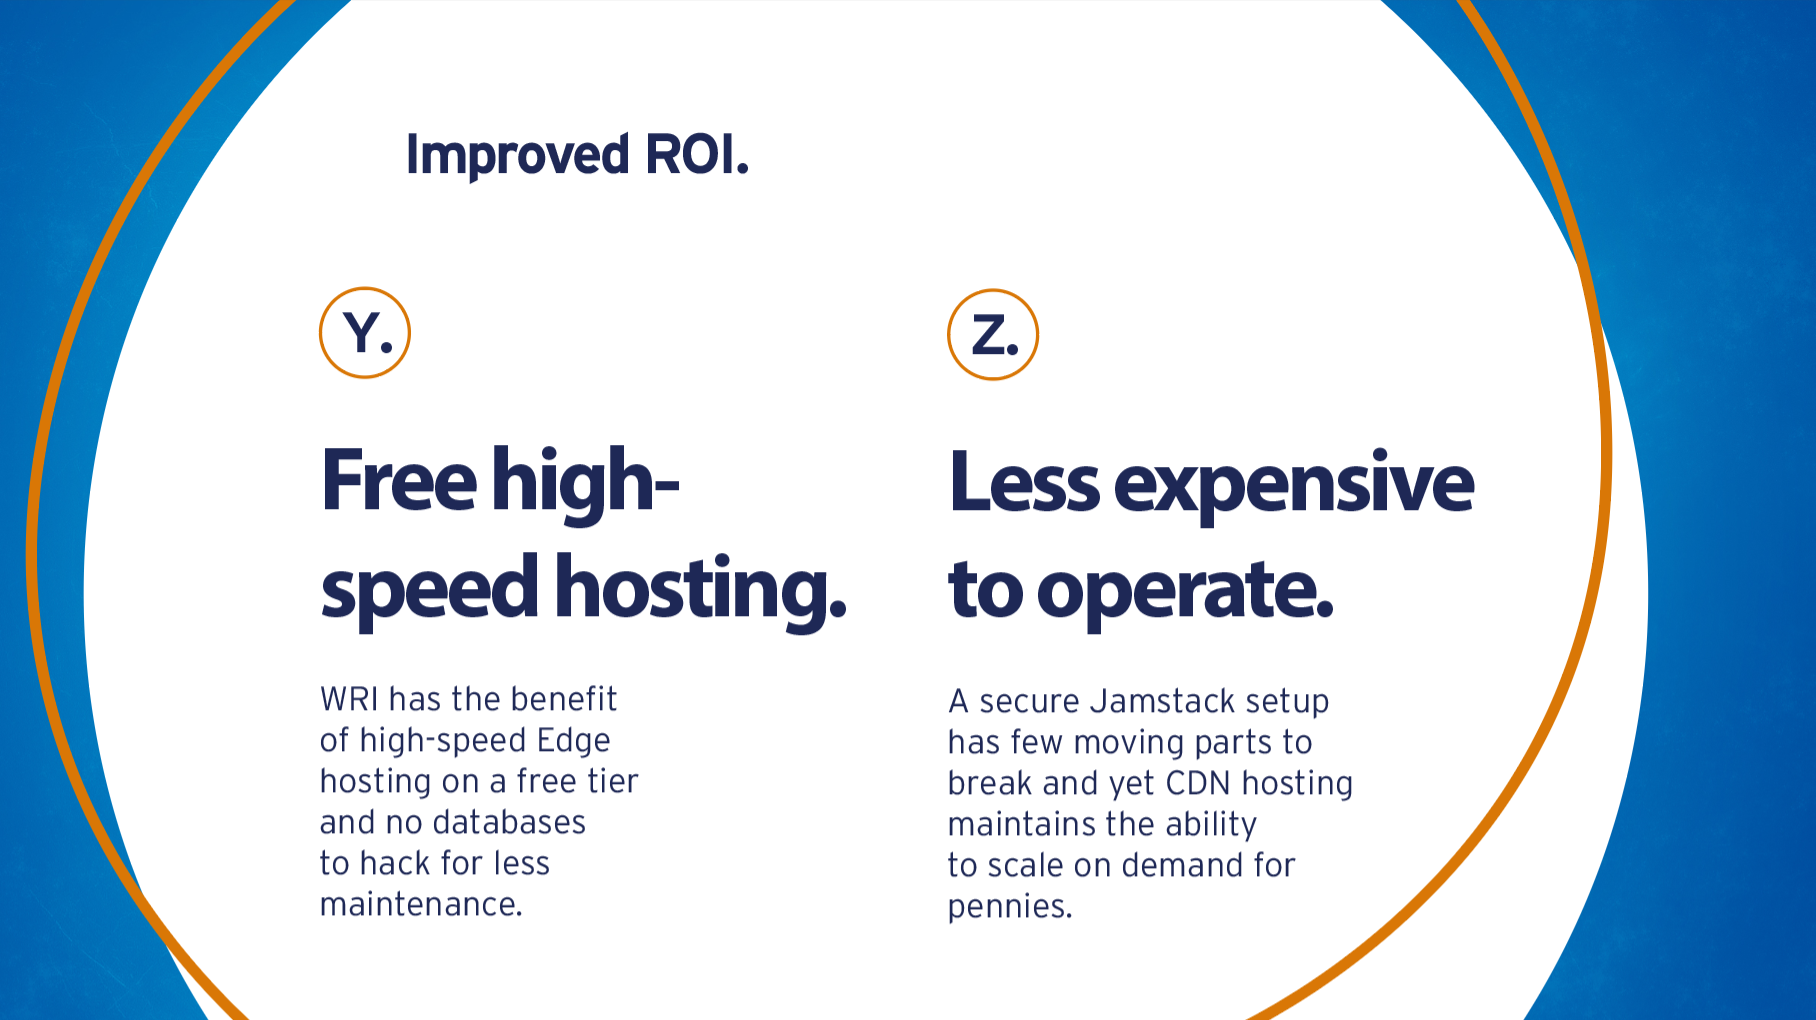 Improved ROI.
Y.
Free high-
speed hosting.
WRI has the benefit
of high-speed Edge
hosting on a free tier
and no databases
to hack for less
maintenance.
Z.
Less expensive
to operate.
A secure Jamstack setup
has few moving parts to
break and yet CDN hosting
maintains the ability
to scale on demand for
pennies.